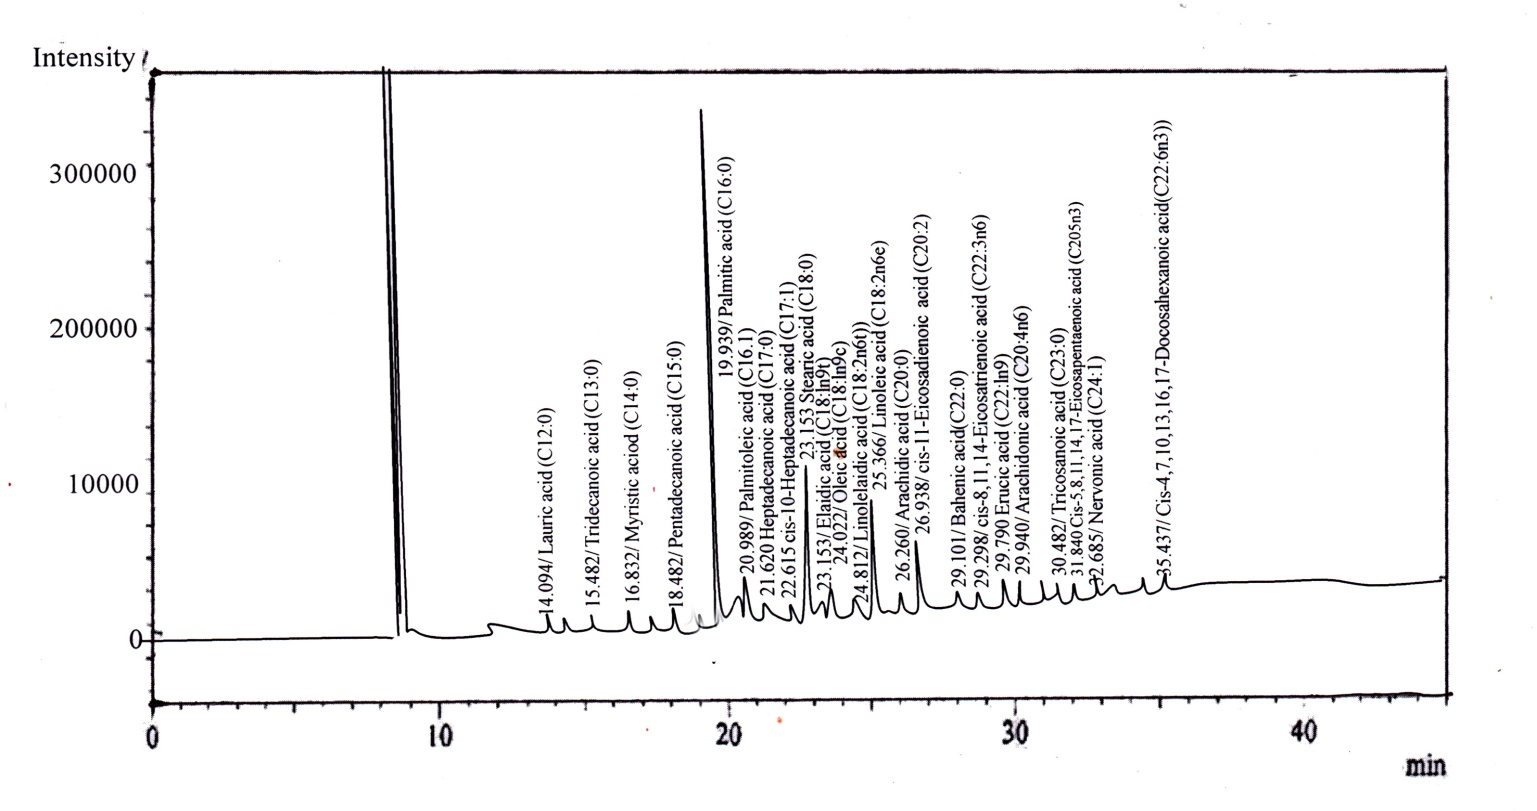 Intensity
300000
200000
10000
0
14.094/ Lauric acid (C12:0)
15.482/Tridecanoic acid (C13:0)
16.832/ Myristic aciod (C14:0)
18.482/ Pentadecanoic acid (C15:0)
19.939/ Palmitic acid (C16:0)
20.989/ Palmitoleic acid (C16.1)
21.620 Heptadecanoic acid (C17:0)
22.615 cis-10-Heptadecanoic acid (C17:1)
23.153 Stearic acid (C18:0)
23.153/ Elaidic acid (C18:ln9t)
24.022/ Oleic acid (C18:ln9c)
24.812/ Linolelaidic acid (C18:2n6t))
25.366/ Linoleic acid (C18:2n6e)
26.260/ Arachidic acid (C20:0)
26.938/ cis-11-Eicosadienoic acid (C20:2)
29.101/ Bahenic acid(C22:0)
29.298/ cis-8,11,14-Eicosatrienoic acid (C22:3n6)
29.790 Erucic acid (C22:ln9)
29.940/ Arachidonic acid (C20:4n6)
30.482/ Tricosanoic acid (C23:0)
31.840 Cis-5,8,11,14,17-Eicosapentaenoic acid (C205n3)
32.685/ Nervonic acid (C24:1)
35.437/ Cis-4,7,10,13,16,17-Docosahexanoic acid(C22:6n3))
0
10
20
30
40
min